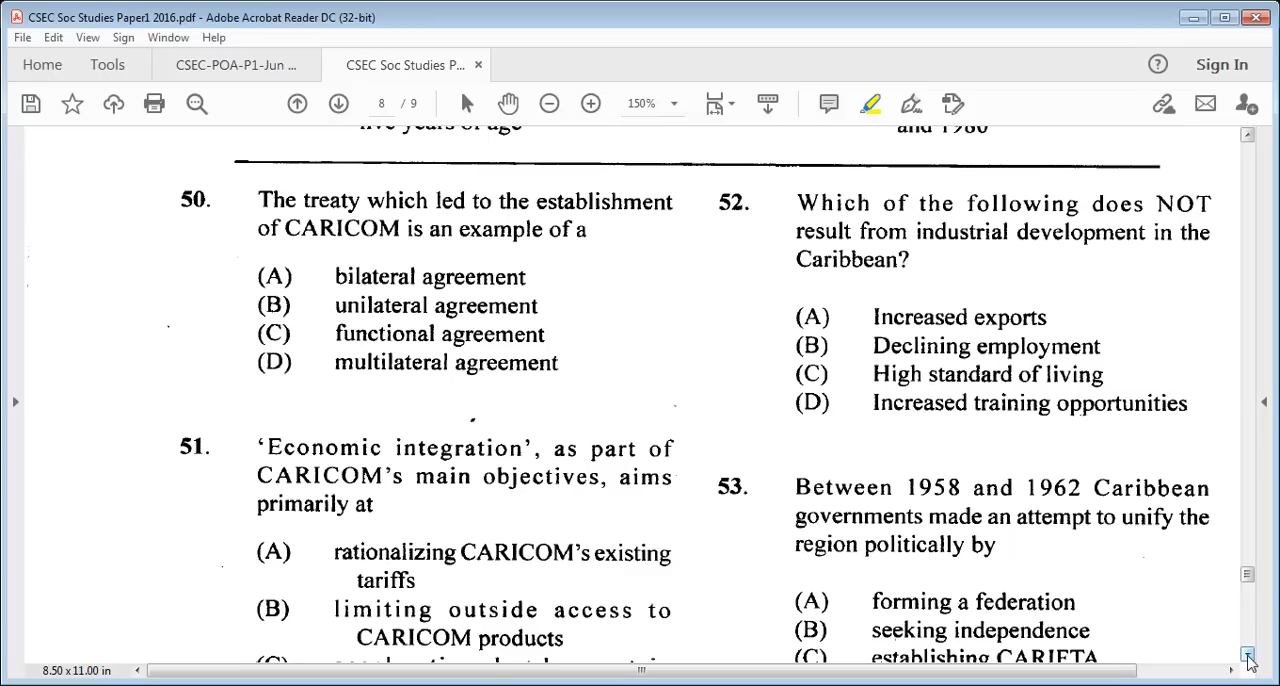 CSEC Soc Studies Paper1 2016.pdf - Adobe Acrobat Reader DC (32-bit)
File Edit View Sign Window Help
Home Tools CSEC-POA-P1-Jun ... CSEC Soc Studies P... × Sign In
8 / 9 150%
five years of age
and 1980
50. The treaty which led to the establishment
of CARICOM is an example of a
(A) bilateral agreement
(B) unilateral agreement
(C) functional agreement
(D) multilateral agreement
51. ‘Economic integration’, as part of
CARICOM’s main objectives, aims
primarily at
(A) rationalizing CARICOM’s existing
tariffs
(B) limiting outside access to
CARICOM products
52. Which of the following does NOT
result from industrial development in the
Caribbean?
(A) Increased exports
(B) Declining employment
(C) High standard of living
(D) Increased training opportunities
53. Between 1958 and 1962 Caribbean
governments made an attempt to unify the
region politically by
(A) forming a federation
(B) seeking independence
(C) establishing CARIFTA
8.50 x 11.00 in